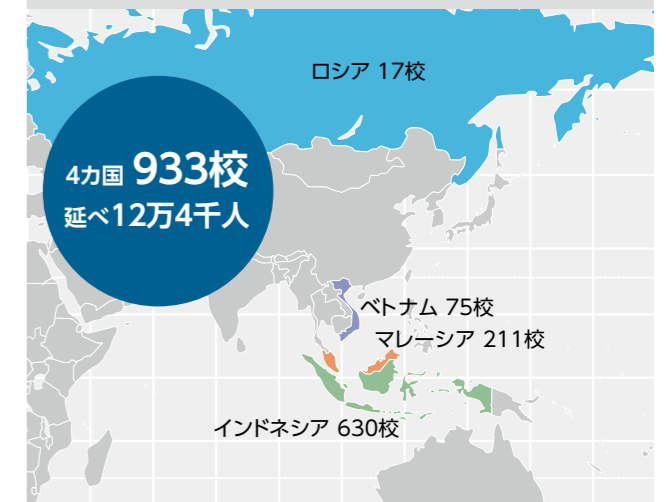 ロシア 17校
4カ国 933校
延べ12万4千人
ベトナム 75校
マレーシア 211校
インドネシア 630校